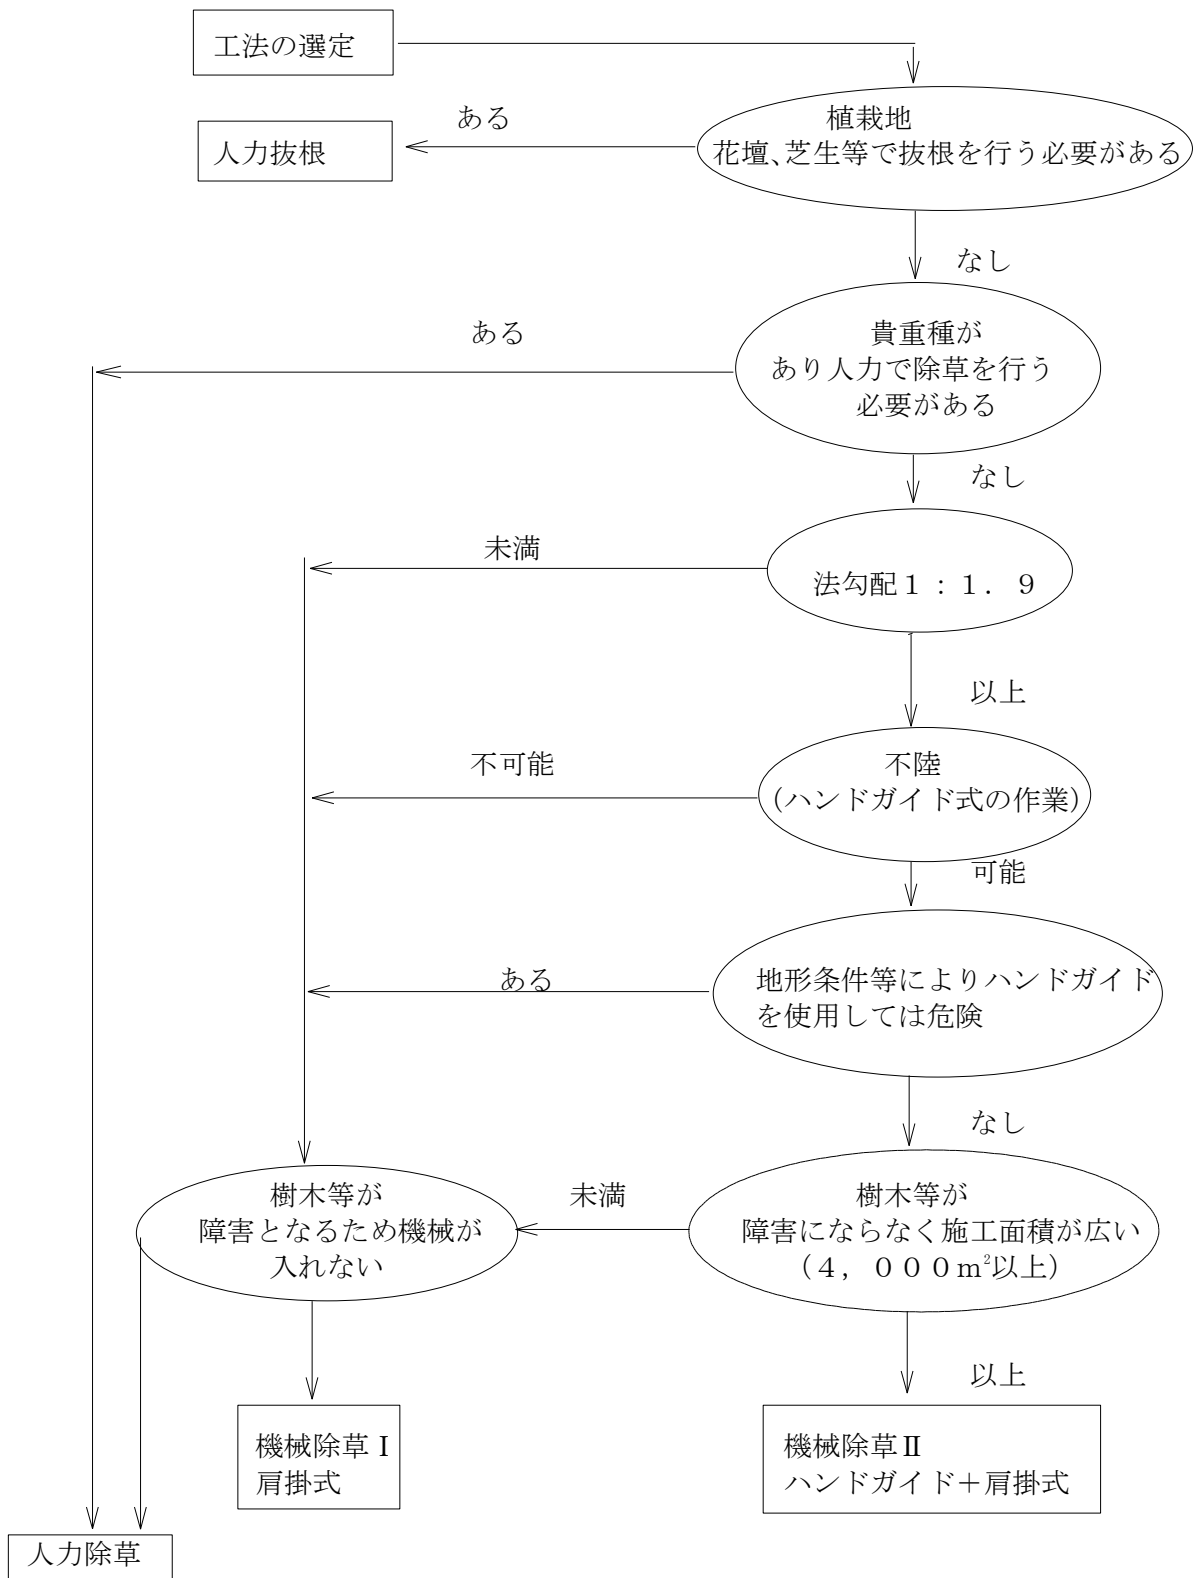 工法の選定
植栽地
花壇、芝生等で抜根を行う必要がある
ある
人力抜根
なし
貴重種が
あり人力で除草を行う
必要がある
ある
なし
法勾配１：１．９
未満
以上
不陸
（ハンドガイド式の作業）
不可能
可能
地形条件等によりハンドガイド
を使用しては危険
ある
なし
樹木等が
障害にならなく施工面積が広い
（４，０００㎡以上）
未満
樹木等が
障害となるため機械が
入れない
以上
機械除草Ⅰ
肩掛式
機械除草Ⅱ
ハンドガイド＋肩掛式
人力除草